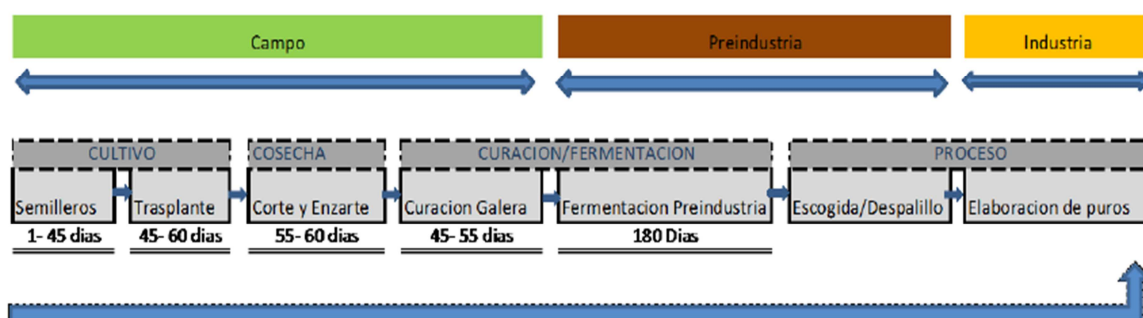 Campo
Preindustria
Industria
CULTIVO
COSECHA
CURACION/FERMENTACION
PROCESO
Semilleros
Trasplante
Corte y Enzarte
Curacion Galera
Fermentacion Preindustria
Escogida/Despalillo
Elaboracion de puros
1- 45 dias
45- 60 dias
55- 60 dias
45- 55 dias
180 Dias